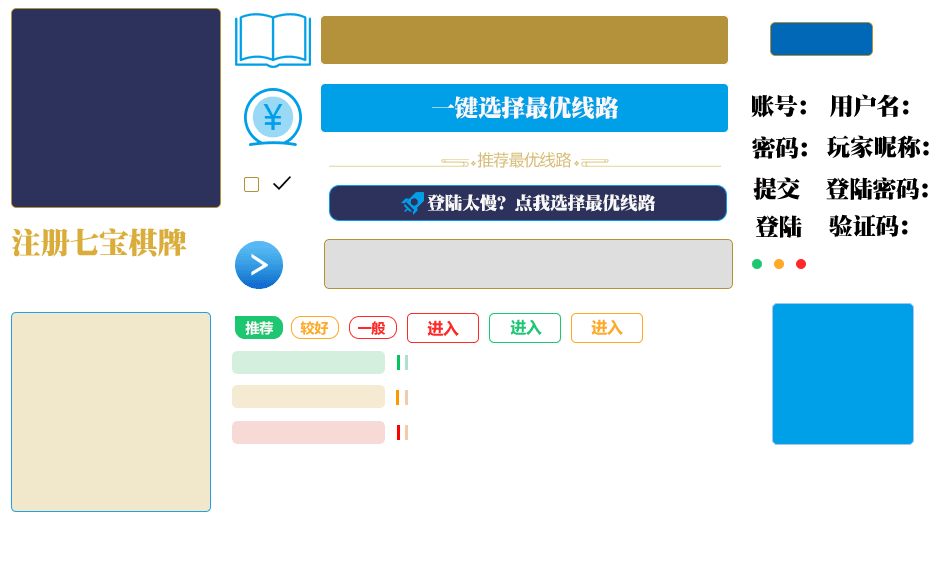 一键选择最优线路
推荐最优线路
登陆太慢？点我选择最优线路
注册七宝棋牌
推荐 较好 一般 进入 进入 进入
账号： 用户名：
密码： 玩家昵称：
提交 登陆密码：
登陆 验证码：